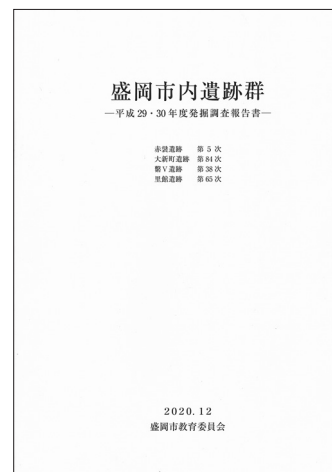 盛岡市内遺跡群
―平成29・30年度発掘調査報告書―
赤袰遺跡 第5次
大新町遺跡 第84次
繋Ⅴ遺跡 第38次
里館遺跡 第65次
2020.12
盛岡市教育委員会